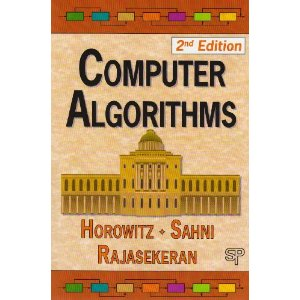 2nd Edition
COMPUTER
ALGORITHMS
HOROWITZ • SAHNI
RAJASEKERAN
SP